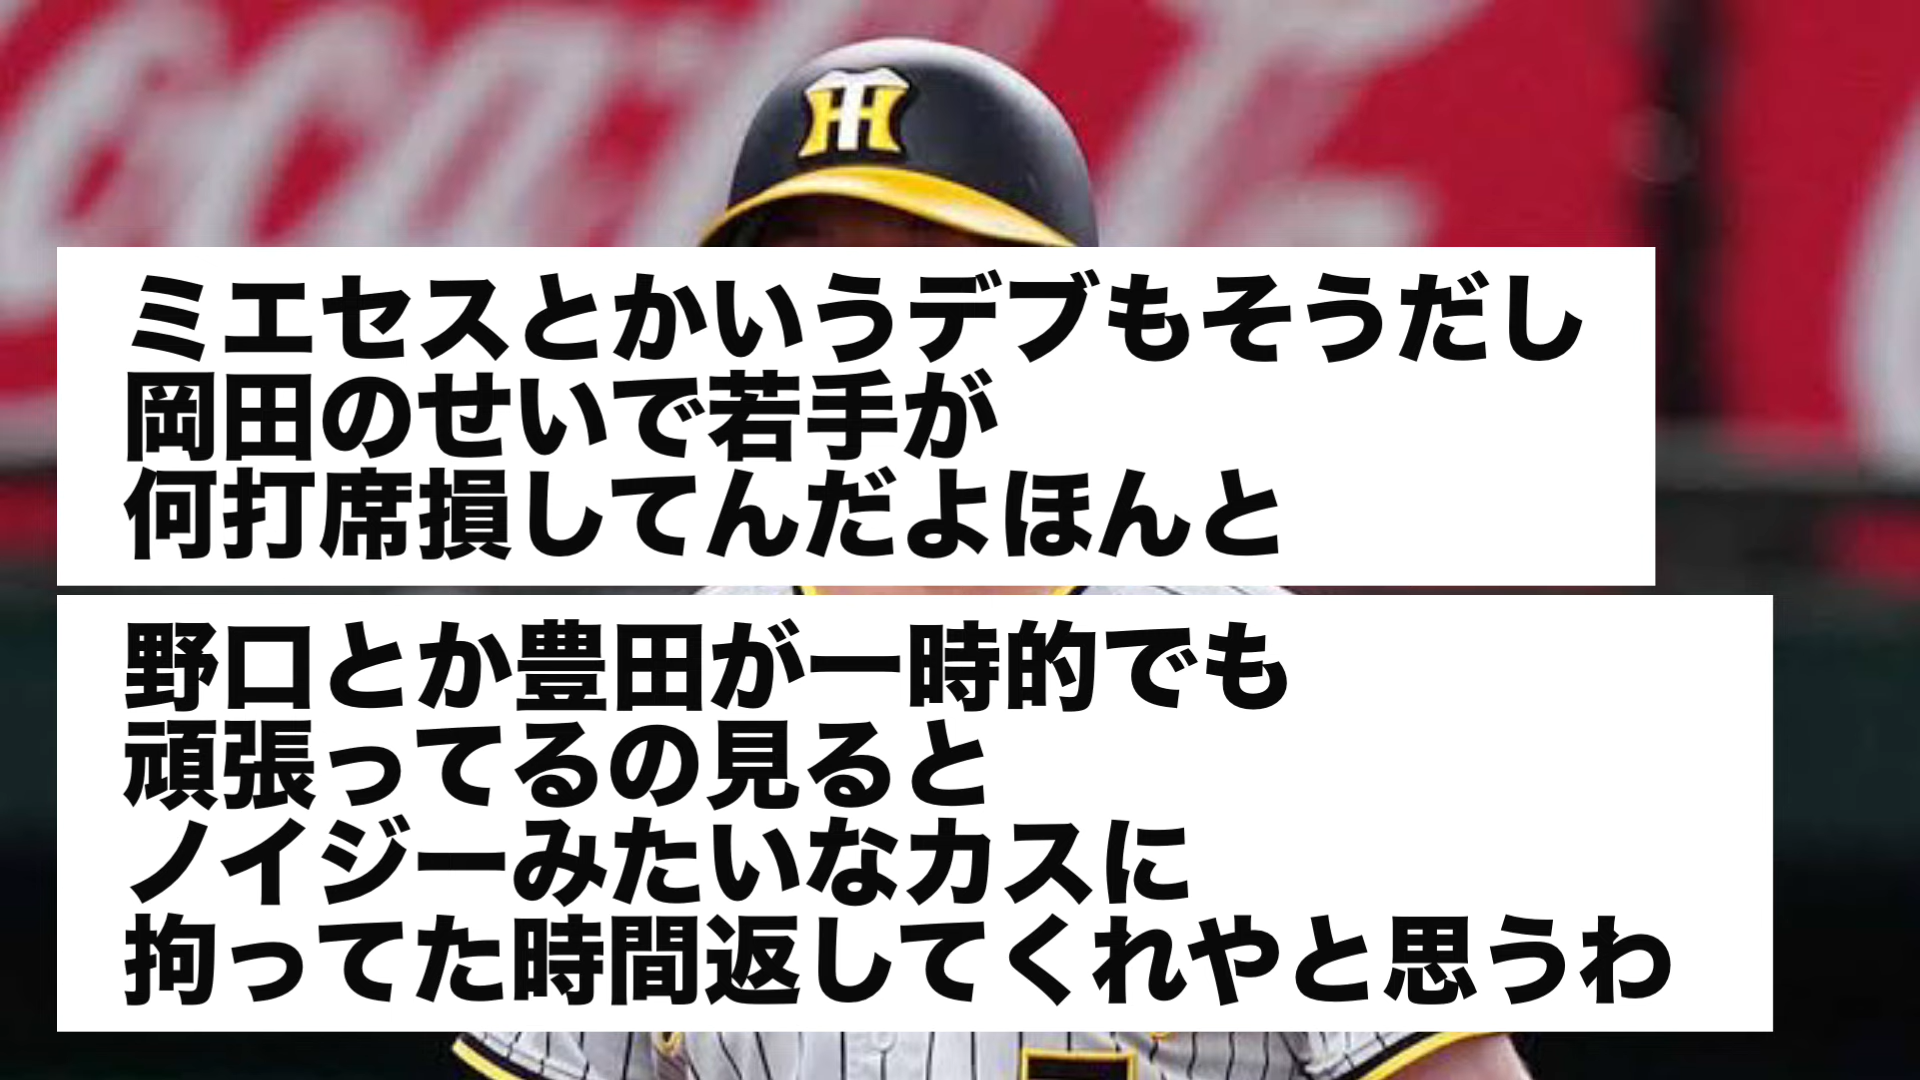 ミエセスとかいうデブもそうだし
岡田のせいで若手が
何打席損してんだよほんと
野口とか豊田が一時的でも
頑張ってるの見ると
ノイジーみたいなカスに
拘ってた時間返してくれやと思うわ